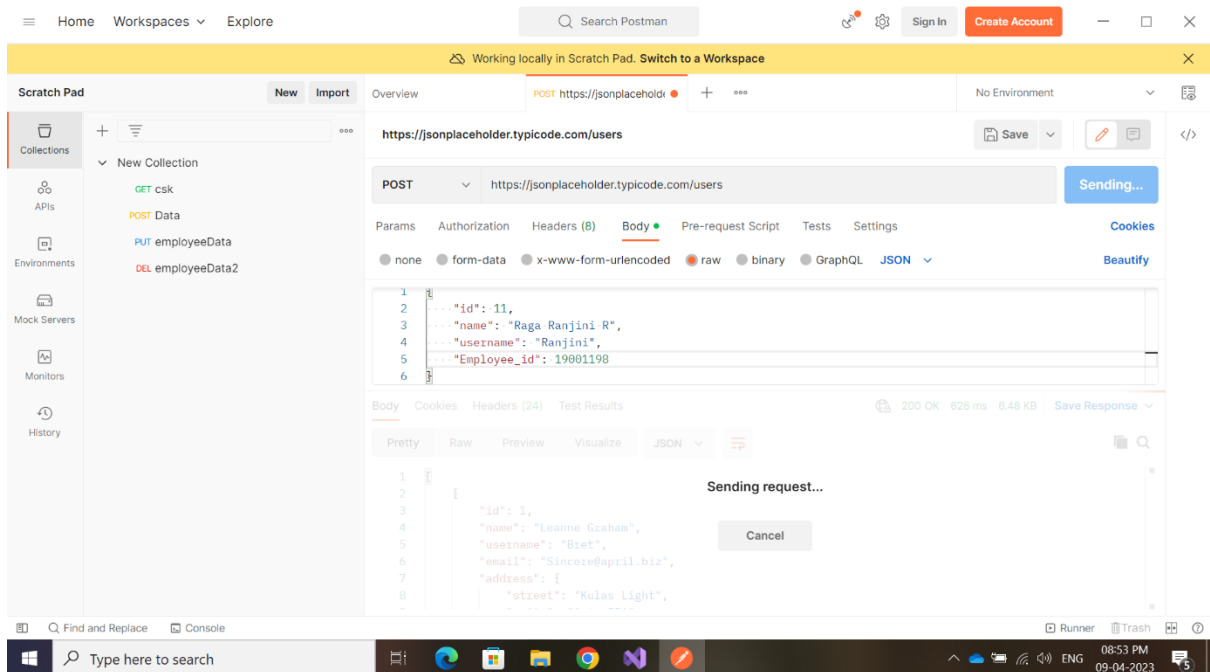 Home Workspaces Explore Search Postman Sign In Create Account
Working locally in Scratch Pad. Switch to a Workspace
Scratch Pad New Import Overview POST https://jsonplaceholde No Environment
Collections
APIs
Environments
Mock Servers
Monitors
History
New Collection
GET csk
POST Data
PUT employeeData
DEL employeeData2
https://jsonplaceholder.typicode.com/users Save
POST https://jsonplaceholder.typicode.com/users Sending...
Params Authorization Headers (8) Body Pre-request Script Tests Settings Cookies
none form-data x-www-form-urlencoded raw binary GraphQL JSON Beautify
1 {
2 "id": 11,
3 "name": "Raga Ranjini R",
4 "username": "Ranjini",
5 "Employee_id": 19001198
6 }
Body Cookies Headers (24) Test Results 200 OK 626 ms 6.48 KB Save Response
Pretty Raw Preview Visualize JSON
1 [
2 {
3 "id": 1,
4 "name": "Leanne Graham",
5 "username": "Bret",
6 "email": "Sincere@april.biz",
7 "address": {
8 "street": "Kulas Light",
Sending request...
Cancel
Find and Replace Console Runner Trash
Type here to search ENG 08:53 PM
09-04-2023 5